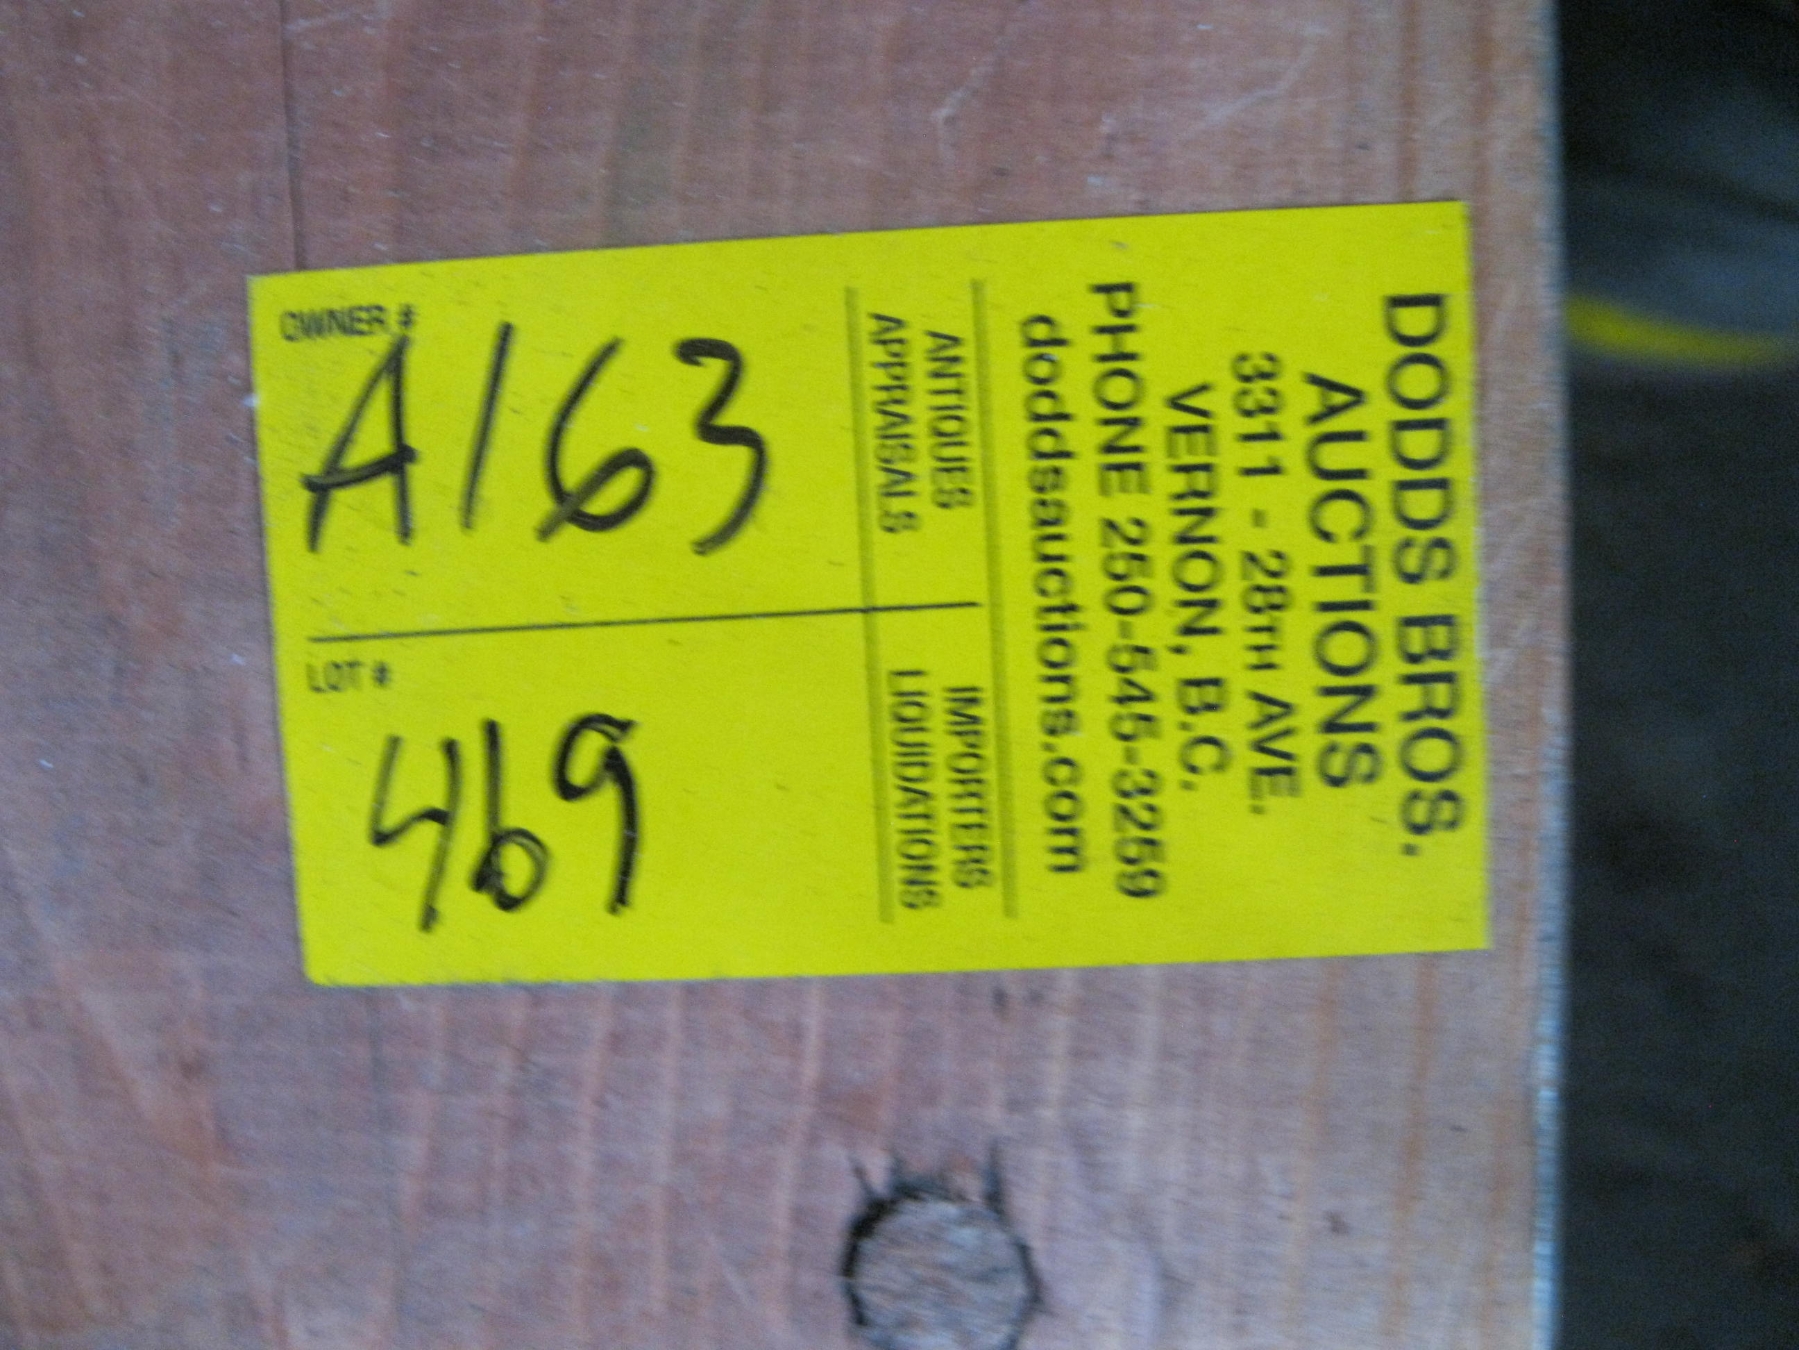 DODDS BROS.
AUCTIONS
3311 - 28TH AVE.
VERNON, B.C.
PHONE 250-545-3259
doddsauctions.com
ANTIQUES
APPRAISALS
IMPORTERS
LIQUIDATIONS
OWNER #
A163
LOT #
469